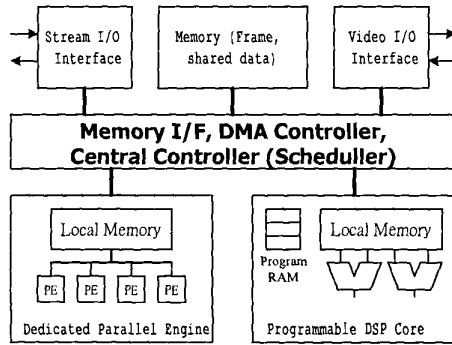 Stream I/O
Interface
Memory (Frame,
shared data)
Video I/O
Interface
Memory I/F, DMA Controller,
Central Controller (Scheduller)
Local Memory
PE PE PE PE
Dedicated Parallel Engine
Program
RAM
Local Memory
Programmable DSP Core